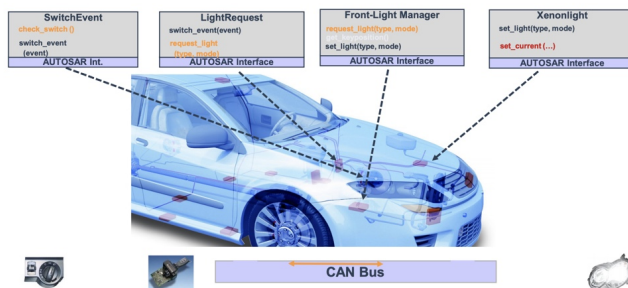 SwitchEvent
check_switch ()
switch_event
(event)
AUTOSAR Int.
LightRequest
switch_event(event)
request_light
(type, mode)
AUTOSAR Interface
Front-Light Manager
request_light(type, mode)
set_light(type, mode)
AUTOSAR Interface
Xenonlight
set_light(type, mode)
set_current (...)
AUTOSAR Interface
CAN Bus